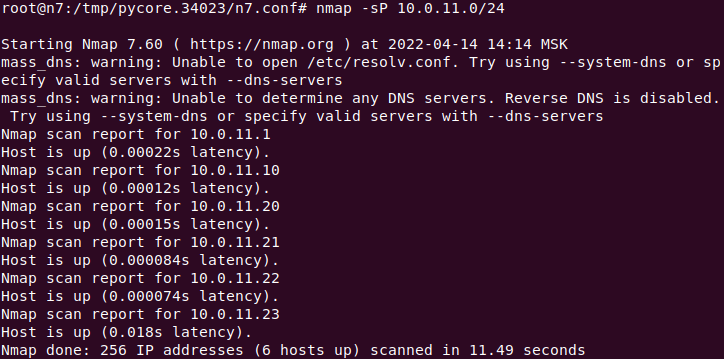 root@n7:/tmp/pycore.34023/n7.conf# nmap -sP 10.0.11.0/24
Starting Nmap 7.60 ( https://nmap.org ) at 2022-04-14 14:14 MSK
mass_dns: warning: Unable to open /etc/resolv.conf. Try using --system-dns or sp
ecify valid servers with --dns-servers
mass_dns: warning: Unable to determine any DNS servers. Reverse DNS is disabled.
 Try using --system-dns or specify valid servers with --dns-servers
Nmap scan report for 10.0.11.1
Host is up (0.00022s latency).
Nmap scan report for 10.0.11.10
Host is up (0.00012s latency).
Nmap scan report for 10.0.11.20
Host is up (0.00015s latency).
Nmap scan report for 10.0.11.21
Host is up (0.000084s latency).
Nmap scan report for 10.0.11.22
Host is up (0.000074s latency).
Nmap scan report for 10.0.11.23
Host is up (0.018s latency).
Nmap done: 256 IP addresses (6 hosts up) scanned in 11.49 seconds